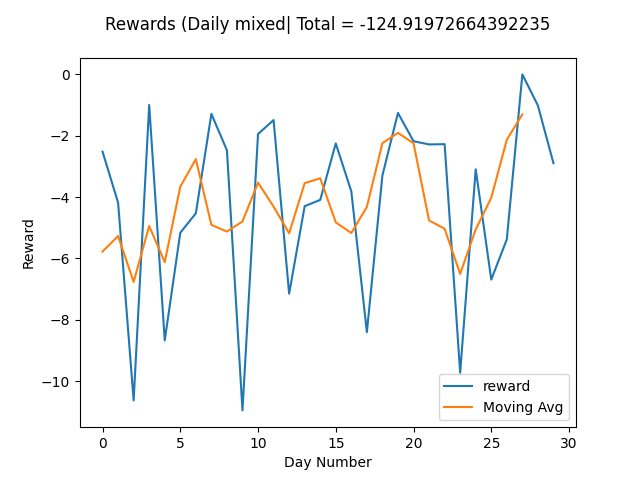 Rewards (Daily mixed| Total = -124.91972664392235
0
−2
−4
−6
−8
−10
Reward
0 5 10 15 20 25 30
Day Number
reward
Moving Avg